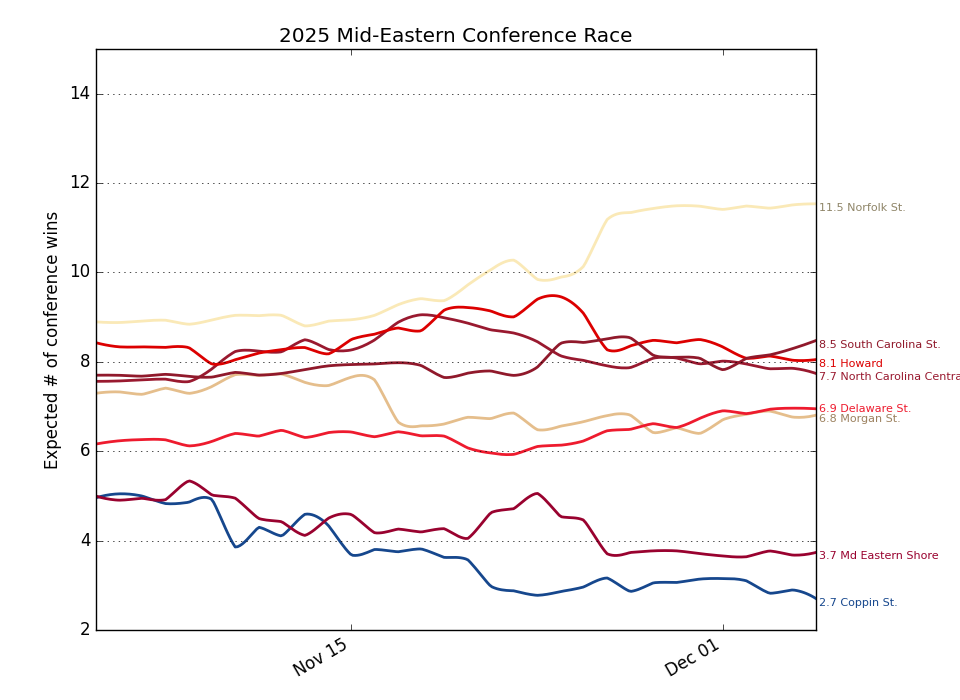 2025 Mid-Eastern Conference Race
Expected # of conference wins
14
12
10
8
6
4
2
Nov 15
Dec 01
11.5 Norfolk St.
8.5 South Carolina St.
8.1 Howard
7.7 North Carolina Centra
6.9 Delaware St.
6.8 Morgan St.
3.7 Md Eastern Shore
2.7 Coppin St.